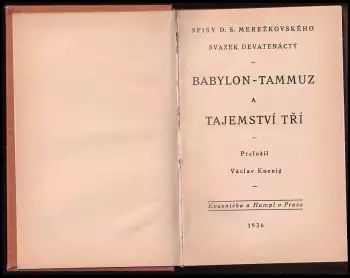 SPISY D. S. MEREŽKOVSKÉHO
SVAZEK DEVATENÁCTÝ
BABYLON-TAMMUZ
A
TAJEMSTVÍ TŘÍ
Přeložil
Václav Koenig
Kvasnička a Hampl v Praze
1936